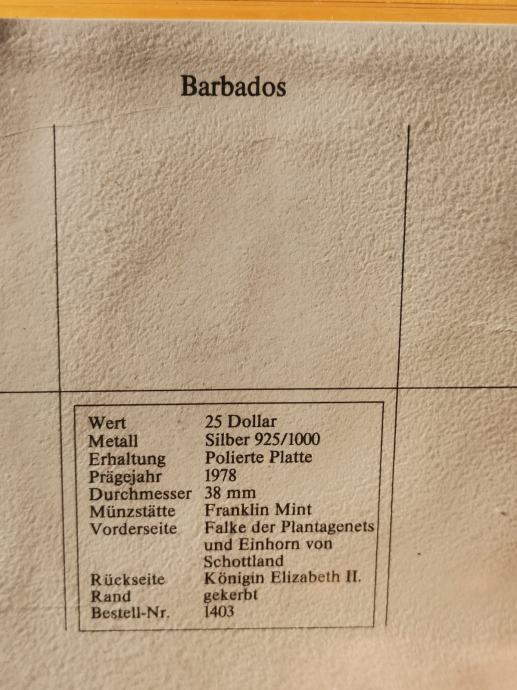 Barbados
Wert 25 Dollar
Metall Silber 925/1000
Erhaltung Polierte Platte
Prägejahr 1978
Durchmesser 38 mm
Münzstätte Franklin Mint
Vorderseite Falke der Plantagenets
und Einhorn von
Schottland
Rückseite Königin Elizabeth II.
Rand gekerbt
Bestell-Nr. 1403